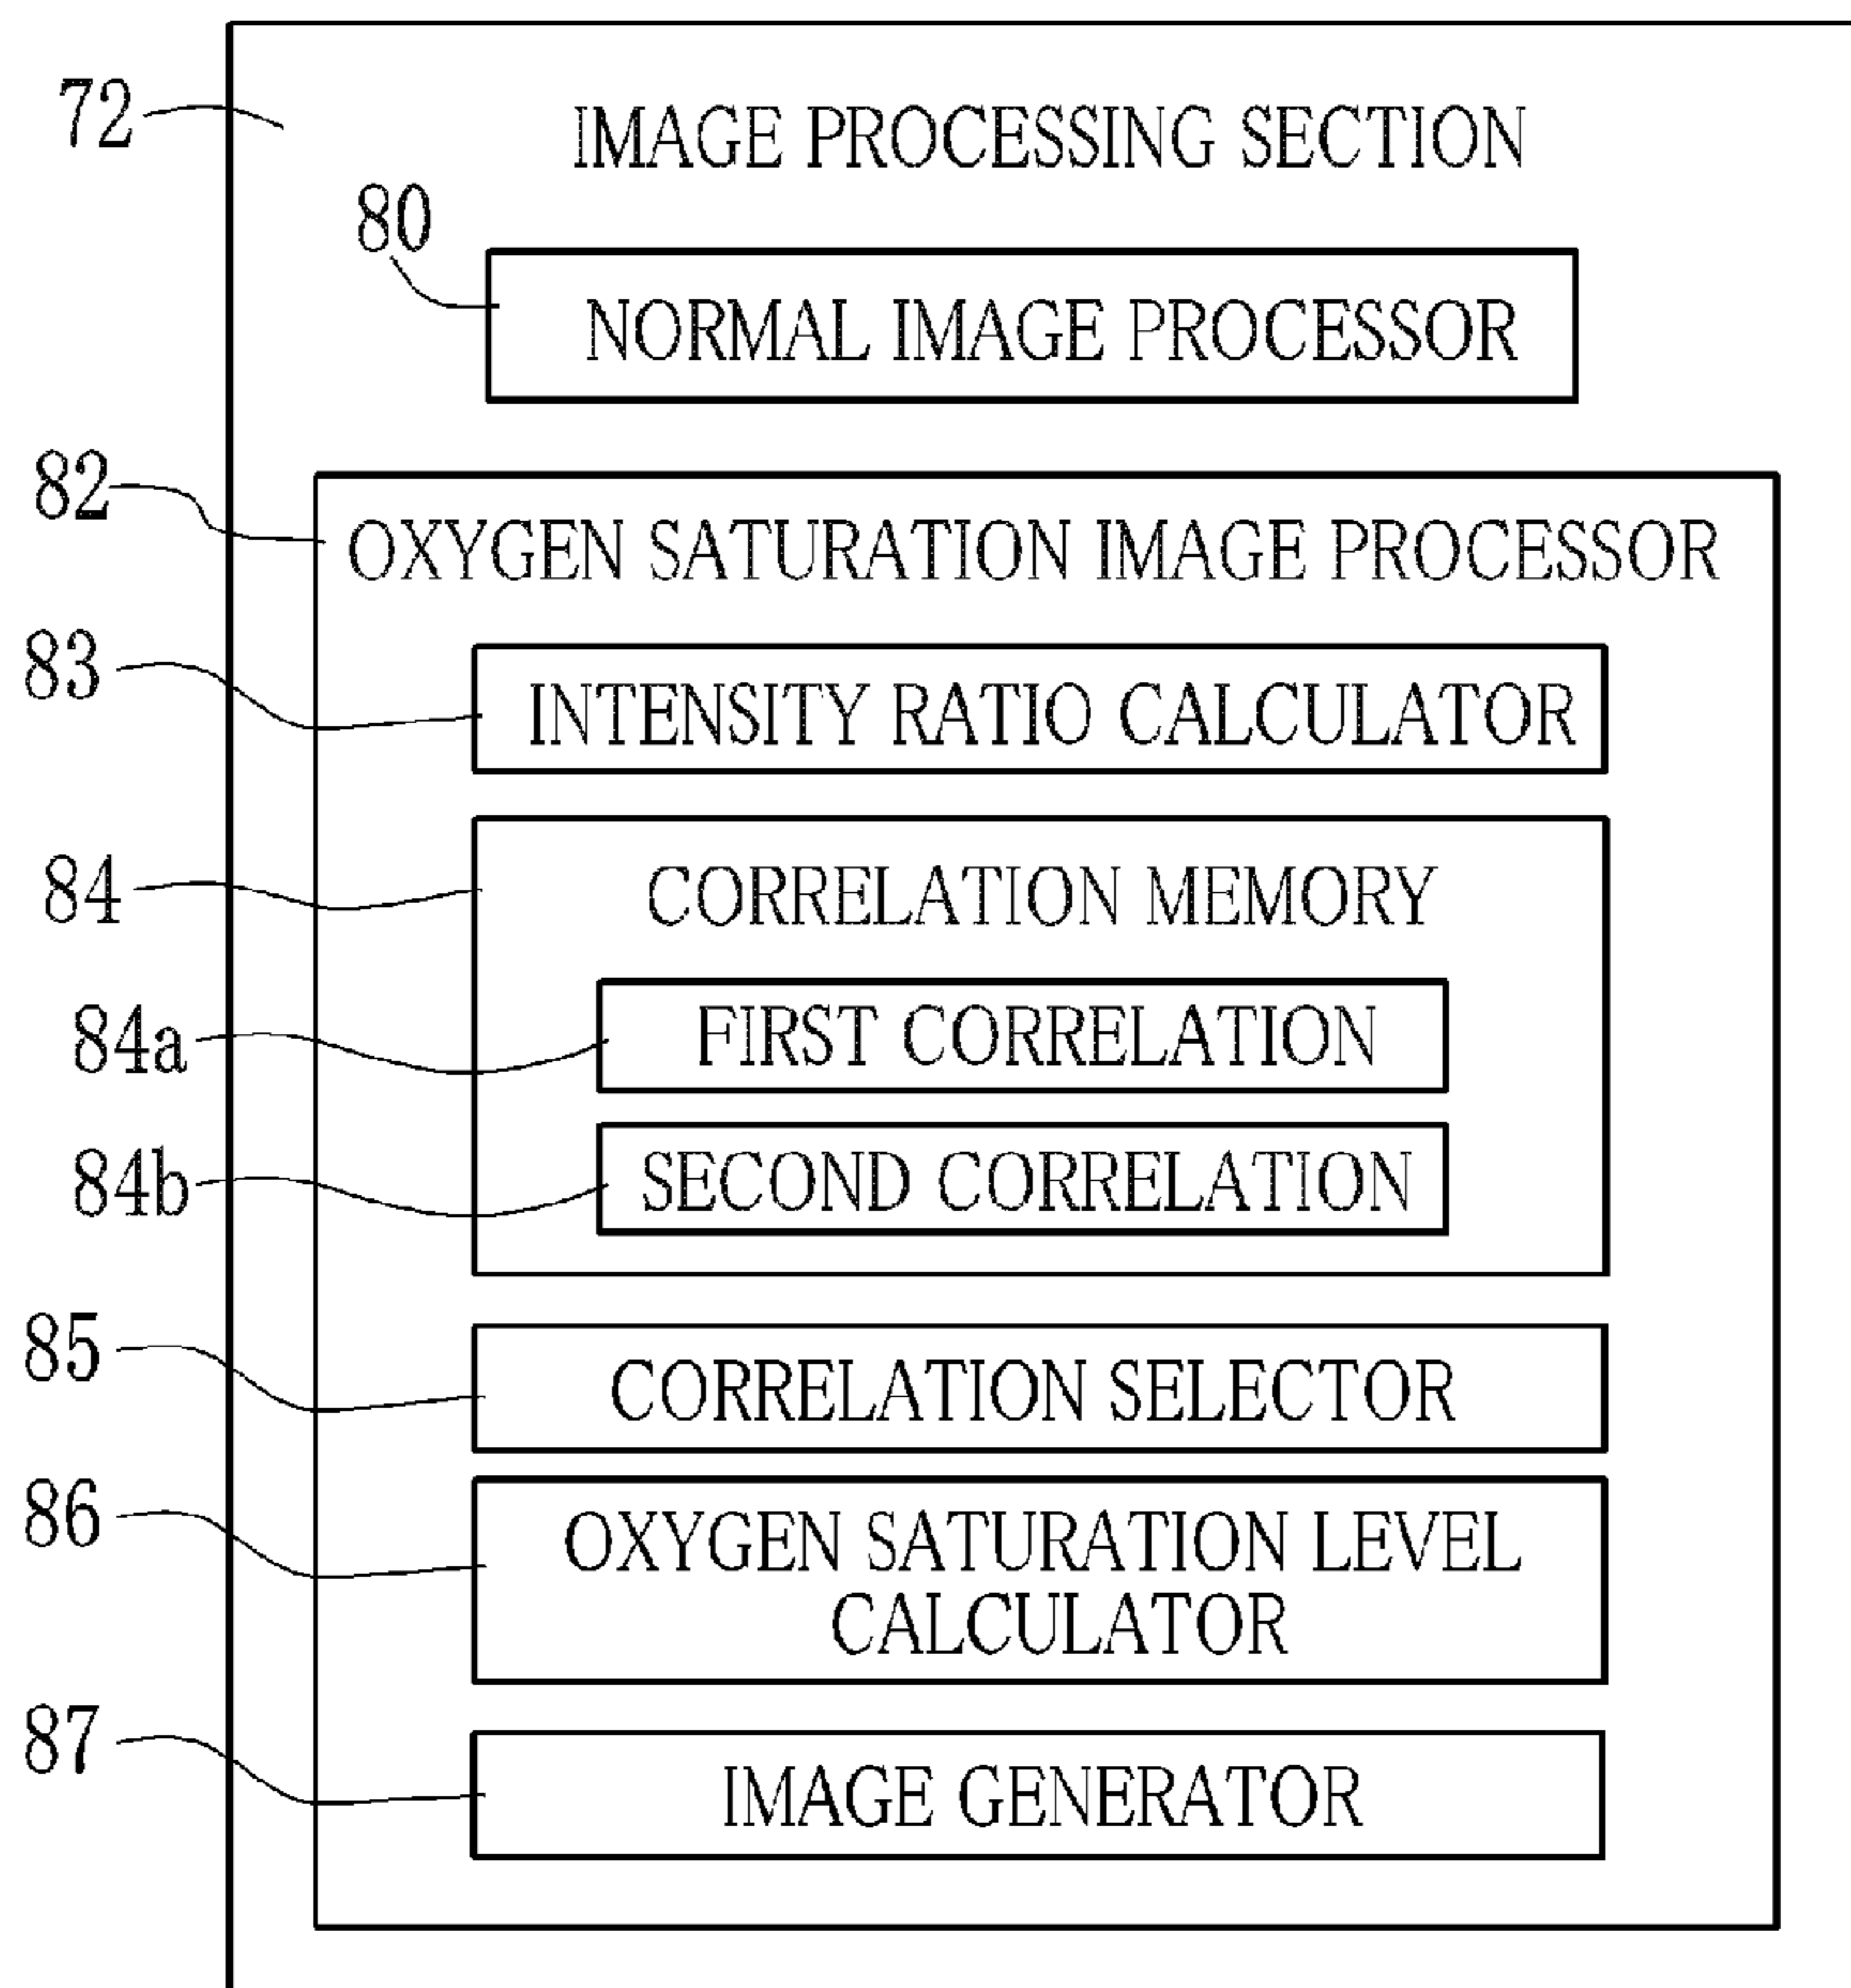 72
IMAGE PROCESSING SECTION
80
NORMAL IMAGE PROCESSOR
82
OXYGEN SATURATION IMAGE PROCESSOR
83
INTENSITY RATIO CALCULATOR
84
CORRELATION MEMORY
84a
FIRST CORRELATION
84b
SECOND CORRELATION
85
CORRELATION SELECTOR
86
OXYGEN SATURATION LEVEL
CALCULATOR
87
IMAGE GENERATOR